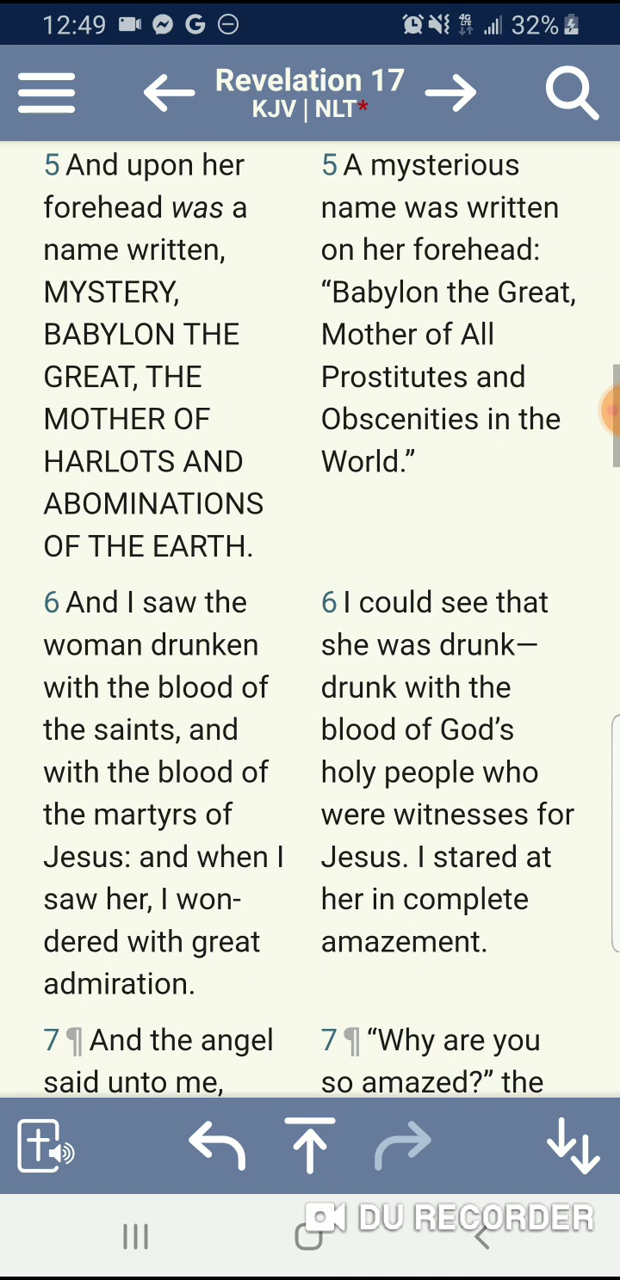 12:49
32%
Revelation 17
KJV | NLT*
5 And upon her
forehead was a
name written,
MYSTERY,
BABYLON THE
GREAT, THE
MOTHER OF
HARLOTS AND
ABOMINATIONS
OF THE EARTH.
5 A mysterious
name was written
on her forehead:
“Babylon the Great,
Mother of All
Prostitutes and
Obscenities in the
World.”
6 And I saw the
woman drunken
with the blood of
the saints, and
with the blood of
the martyrs of
Jesus: and when I
saw her, I won-
dered with great
admiration.
6 I could see that
she was drunk—
drunk with the
blood of God’s
holy people who
were witnesses for
Jesus. I stared at
her in complete
amazement.
7 ¶ And the angel
said unto me,
7 ¶ “Why are you
so amazed?” the
DU RECORDER